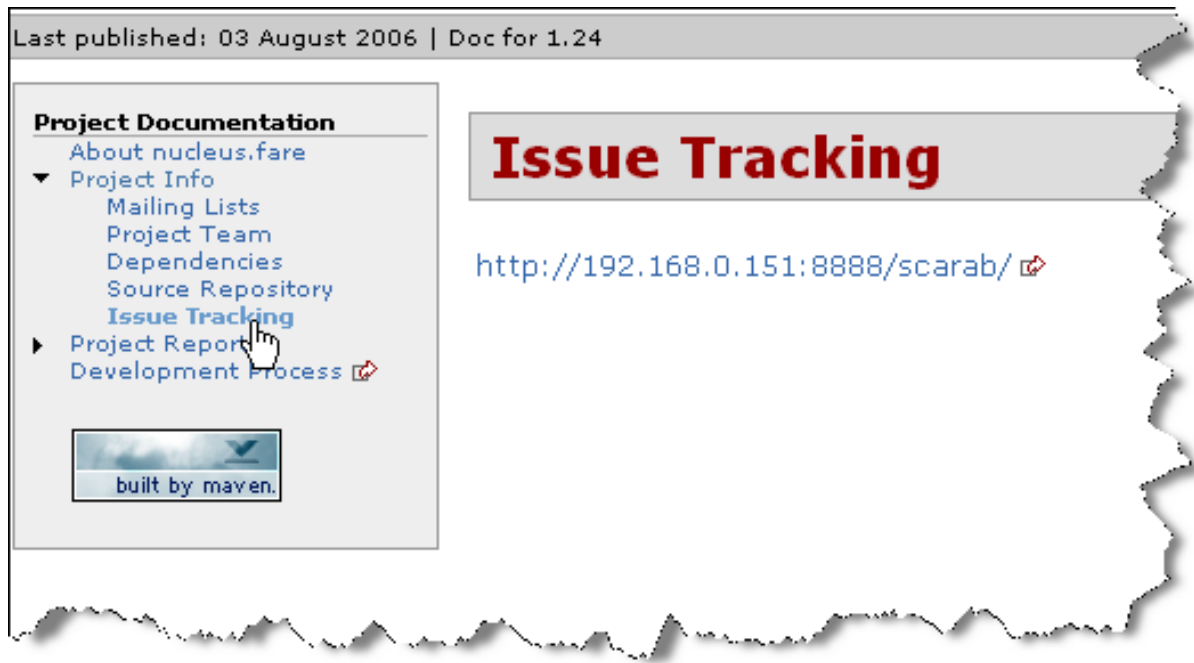 Last published: 03 August 2006 | Doc for 1.24
Project Documentation
About nucleus.fare
Project Info
Mailing Lists
Project Team
Dependencies
Source Repository
Issue Tracking
Project Report
Development Process
built by maven.
Issue Tracking
http://192.168.0.151:8888/scarab/